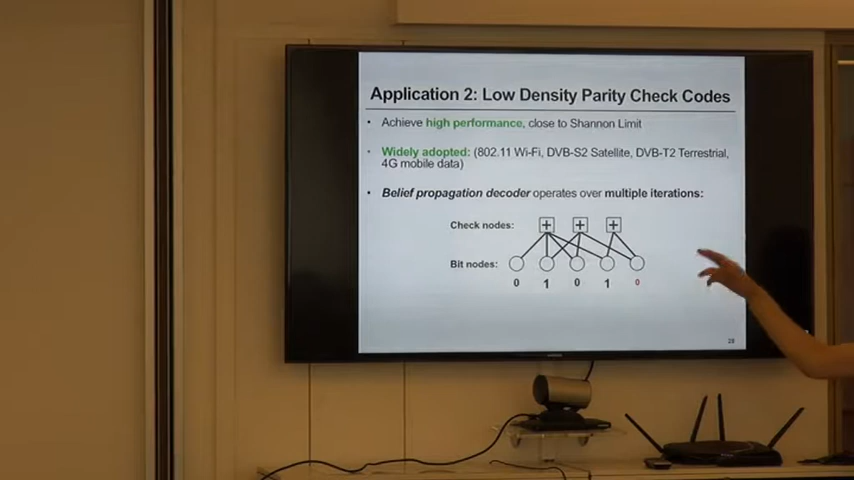 Application 2: Low Density Parity Check Codes
• Achieve high performance, close to Shannon Limit
• Widely adopted: (802.11 Wi-Fi, DVB-S2 Satellite, DVB-T2 Terrestrial,
4G mobile data)
• Belief propagation decoder operates over multiple iterations:
Check nodes: + + +
Bit nodes:
0 1 0 1 0
28